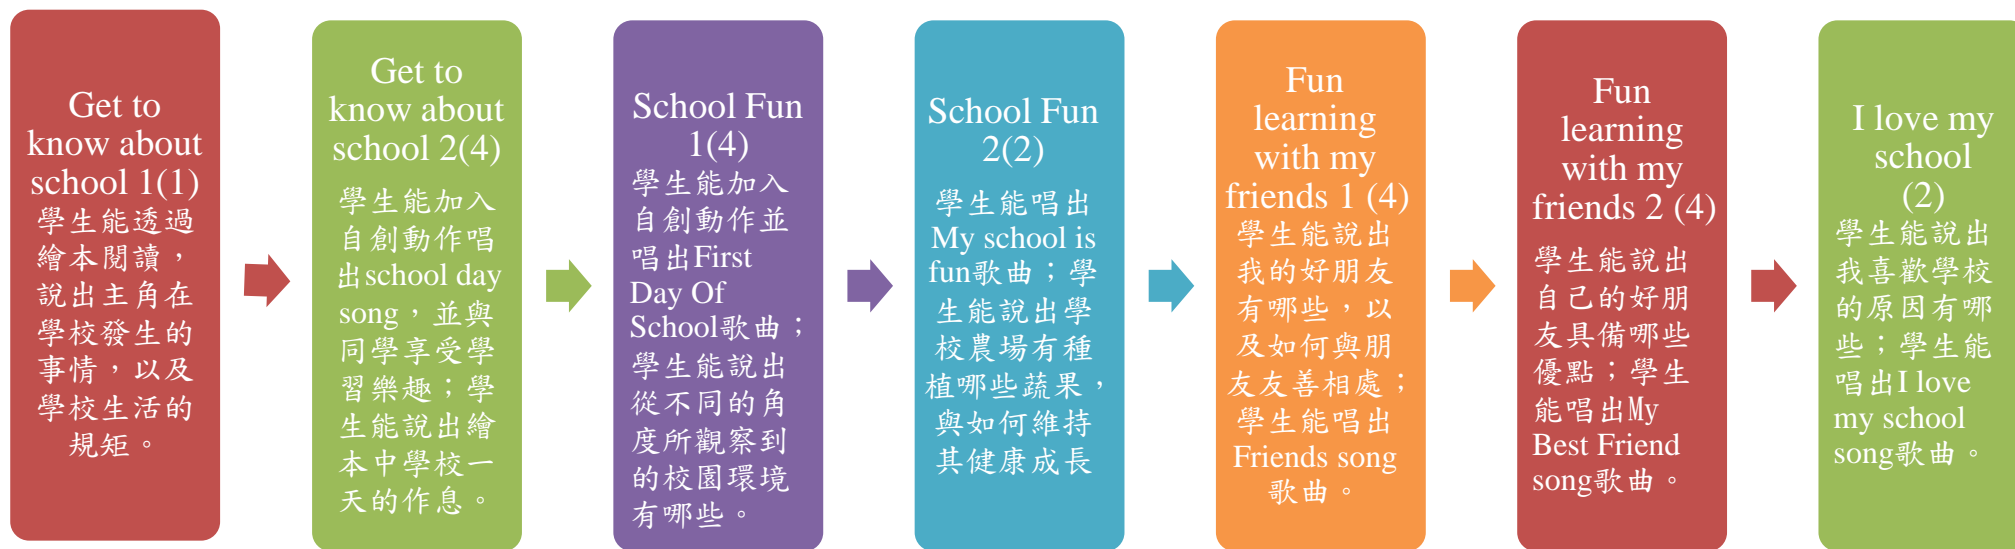 Get to
know about
school 1(1)
學生能透過
繪本閱讀，
說出主角在
學校發生的
事情，以及
學校生活的
規矩。
Get to
know about
school 2(4)
學生能加入
自創動作唱
出school day
song，並與
同學享受學
習樂趣；學
生能說出繪
本中學校一
天的作息。
School Fun
1(4)
學生能加入
自創動作並
唱出First
Day Of
School歌曲；
學生能說出
從不同的角
度所觀察到
的校園環境
有哪些。
School Fun
2(2)
學生能唱出
My school is
fun歌曲；學
生能說出學
校農場有種
植哪些蔬果，
與如何維持
其健康成長
Fun
learning
with my
friends 1 (4)
學生能說出
我的好朋友
有哪些，以
及如何與朋
友友善相處；
學生能唱出
Friends song
歌曲。
Fun
learning
with my
friends 2 (4)
學生能說出
自己的好朋
友具備哪些
優點；學生
能唱出My
Best Friend
song歌曲。
I love my
school
(2)
學生能說出
我喜歡學校
的原因有哪
些；學生能
唱出I love
my school
song歌曲。